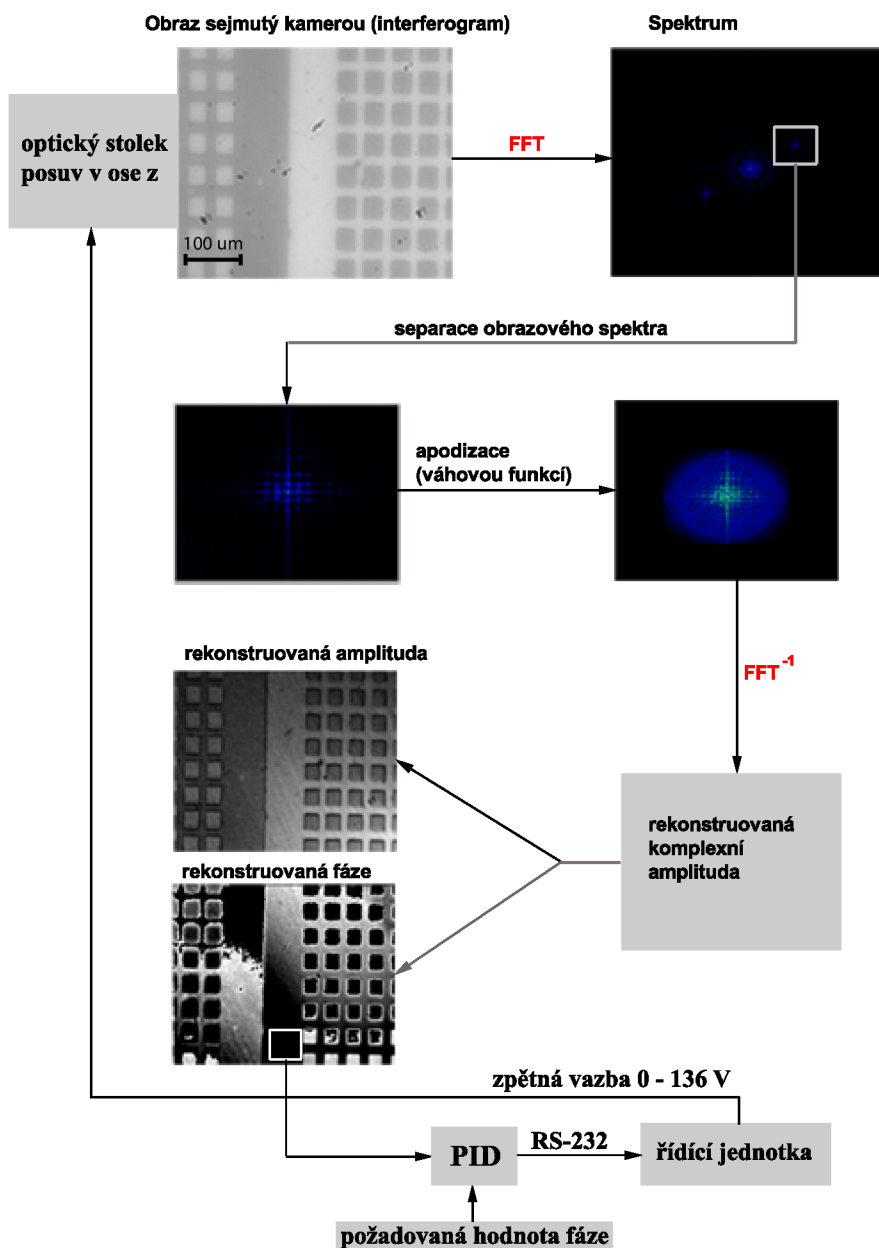 Obraz sejmutý kamerou (interferogram)
Spektrum
optický stolek
posuv v ose z
100 um
FFT
separace obrazového spektra
apodizace
(váhovou funkcí)
rekonstruovaná amplituda
FFT⁻¹
rekonstruovaná
komplexní
amplituda
rekonstruovaná fáze
zpětná vazba 0 - 136 V
PID
RS-232
řídící jednotka
požadovaná hodnota fáze